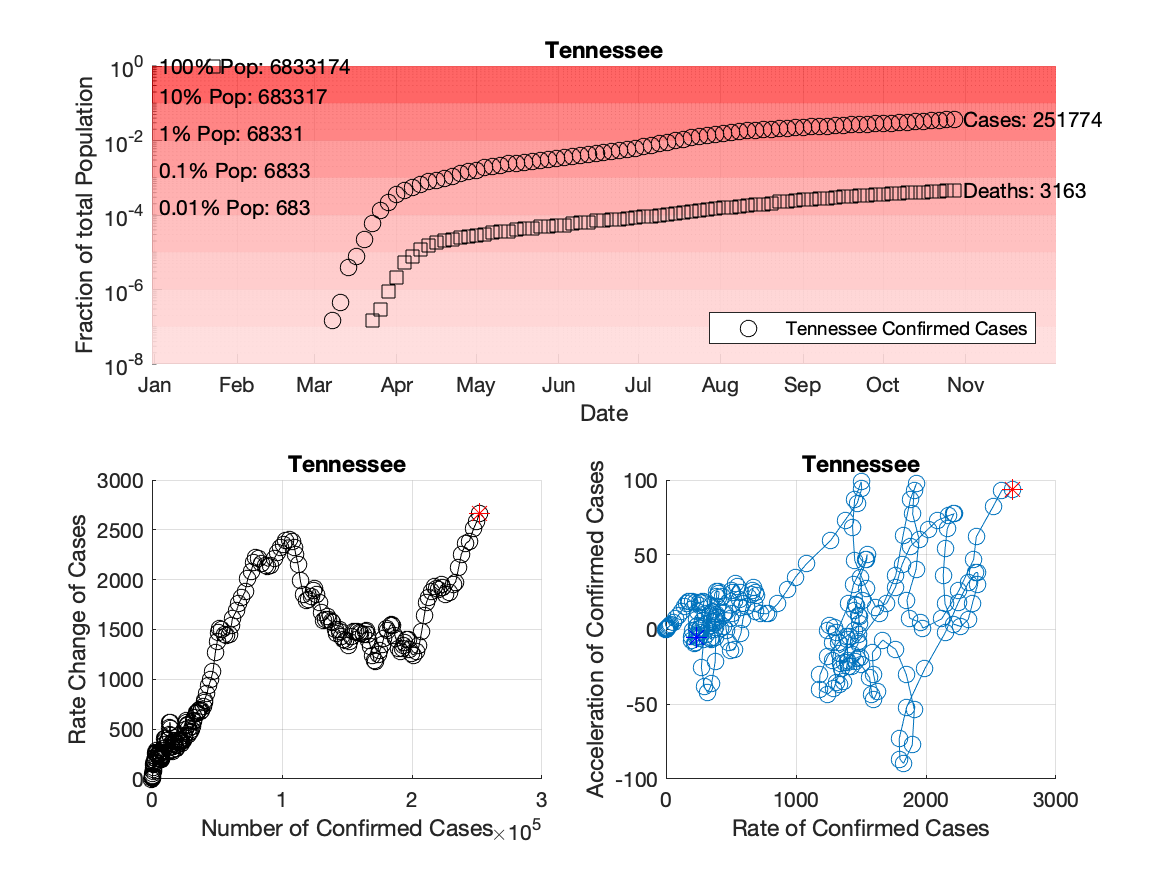 Tennessee
10^0
10^-2
10^-4
10^-6
10^-8
Fraction of total Population
100% Pop: 6833174
10% Pop: 683317
1% Pop: 68331
0.1% Pop: 6833
0.01% Pop: 683
Cases: 251774
Deaths: 3163
Tennessee Confirmed Cases
Jan Feb Mar Apr May Jun Jul Aug Sep Oct Nov
Date
Tennessee
3000
2500
2000
1500
1000
500
0
Rate Change of Cases
0 1 2 3
Number of Confirmed Cases ×10^5
Tennessee
100
50
0
-50
-100
Acceleration of Confirmed Cases
0 1000 2000 3000
Rate of Confirmed Cases